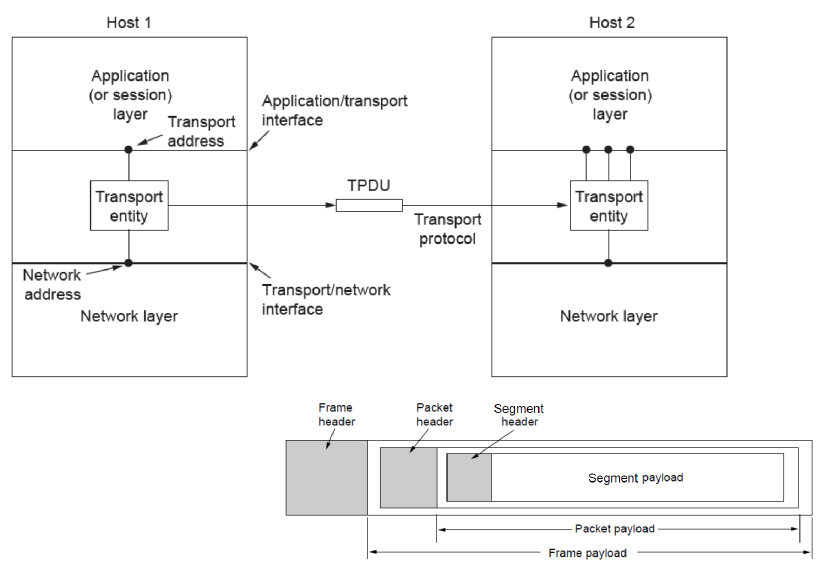 Host 1
Host 2
Application
(or session)
layer
Transport
address
Application/transport
interface
Application
(or session)
layer
Transport
entity
TPDU
Transport
protocol
Transport
entity
Network
address
Transport/network
interface
Network layer
Network layer
Frame
header
Packet
header
Segment
header
Segment payload
Packet payload
Frame payload